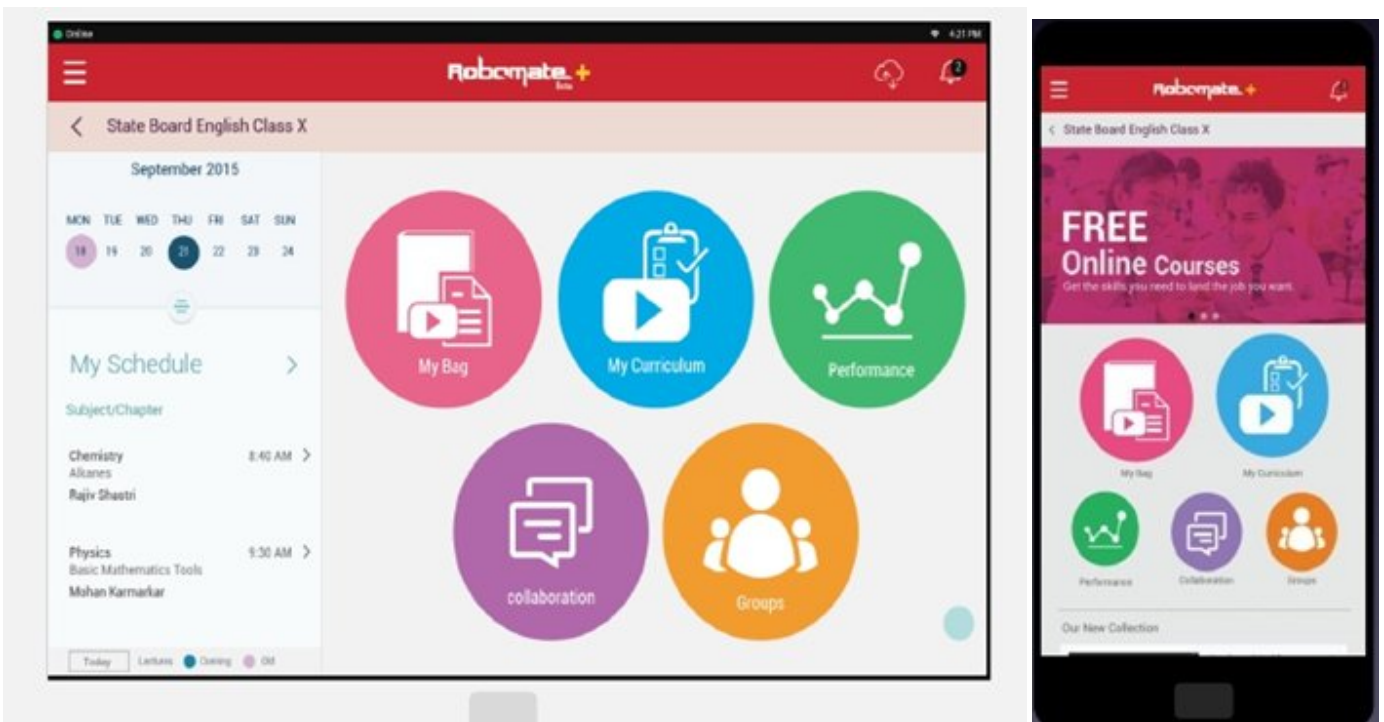 Online
4:21 PM
Robomate.+
Beta
2
State Board English Class X
September 2015
MON TUE WED THU FRI SAT SUN
18 19 20 21 22 23 24
My Schedule
Subject/Chapter
Chemistry 8:40 AM
Alkanes
Rajiv Shastri
Physics 9:30 AM
Basic Mathematics Tools
Mohan Karmarkar
Today Lectures Coming Old
My Bag
My Curriculum
Performance
collaboration
Groups
Robomate.+
State Board English Class X
FREE
Online Courses
Get the skills you need to land the job you want.
My Bag
My Curriculum
Performance
Collaboration
Groups
Our New Collection